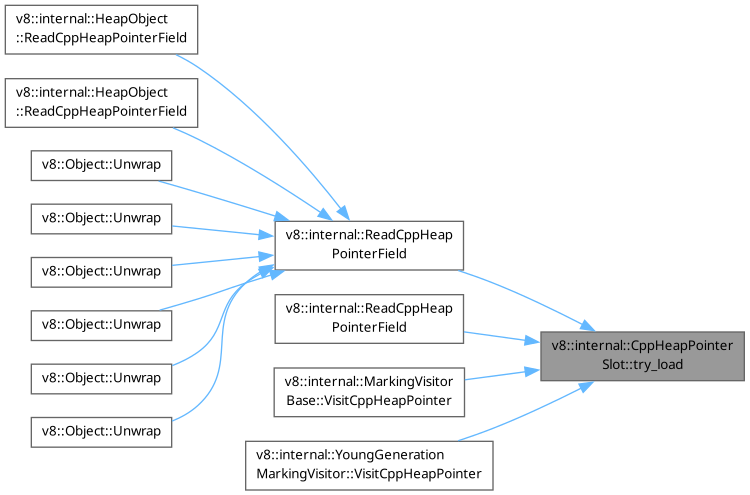 v8::internal::HeapObject
::ReadCppHeapPointerField
v8::internal::HeapObject
::ReadCppHeapPointerField
v8::Object::Unwrap
v8::Object::Unwrap
v8::Object::Unwrap
v8::Object::Unwrap
v8::Object::Unwrap
v8::Object::Unwrap
v8::internal::ReadCppHeap
PointerField
v8::internal::ReadCppHeap
PointerField
v8::internal::MarkingVisitor
Base::VisitCppHeapPointer
v8::internal::YoungGeneration
MarkingVisitor::VisitCppHeapPointer
v8::internal::CppHeapPointer
Slot::try_load